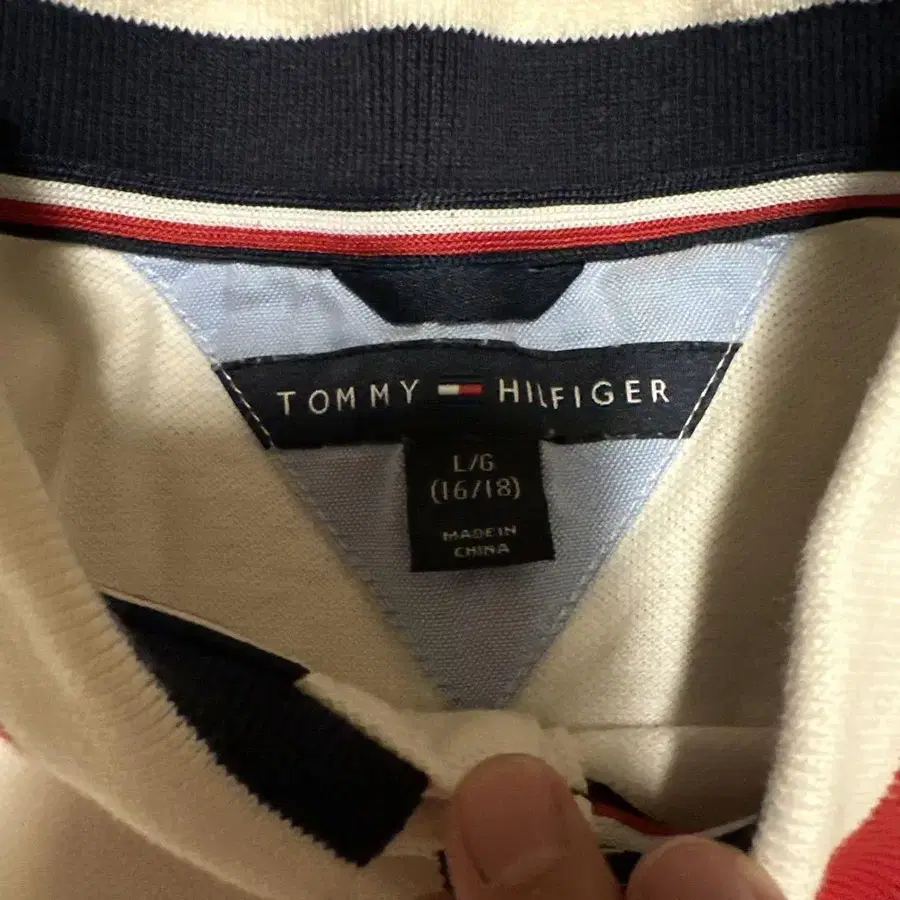 TOMMY HILFIGER
L/G
(16/18)
MADE IN
CHINA